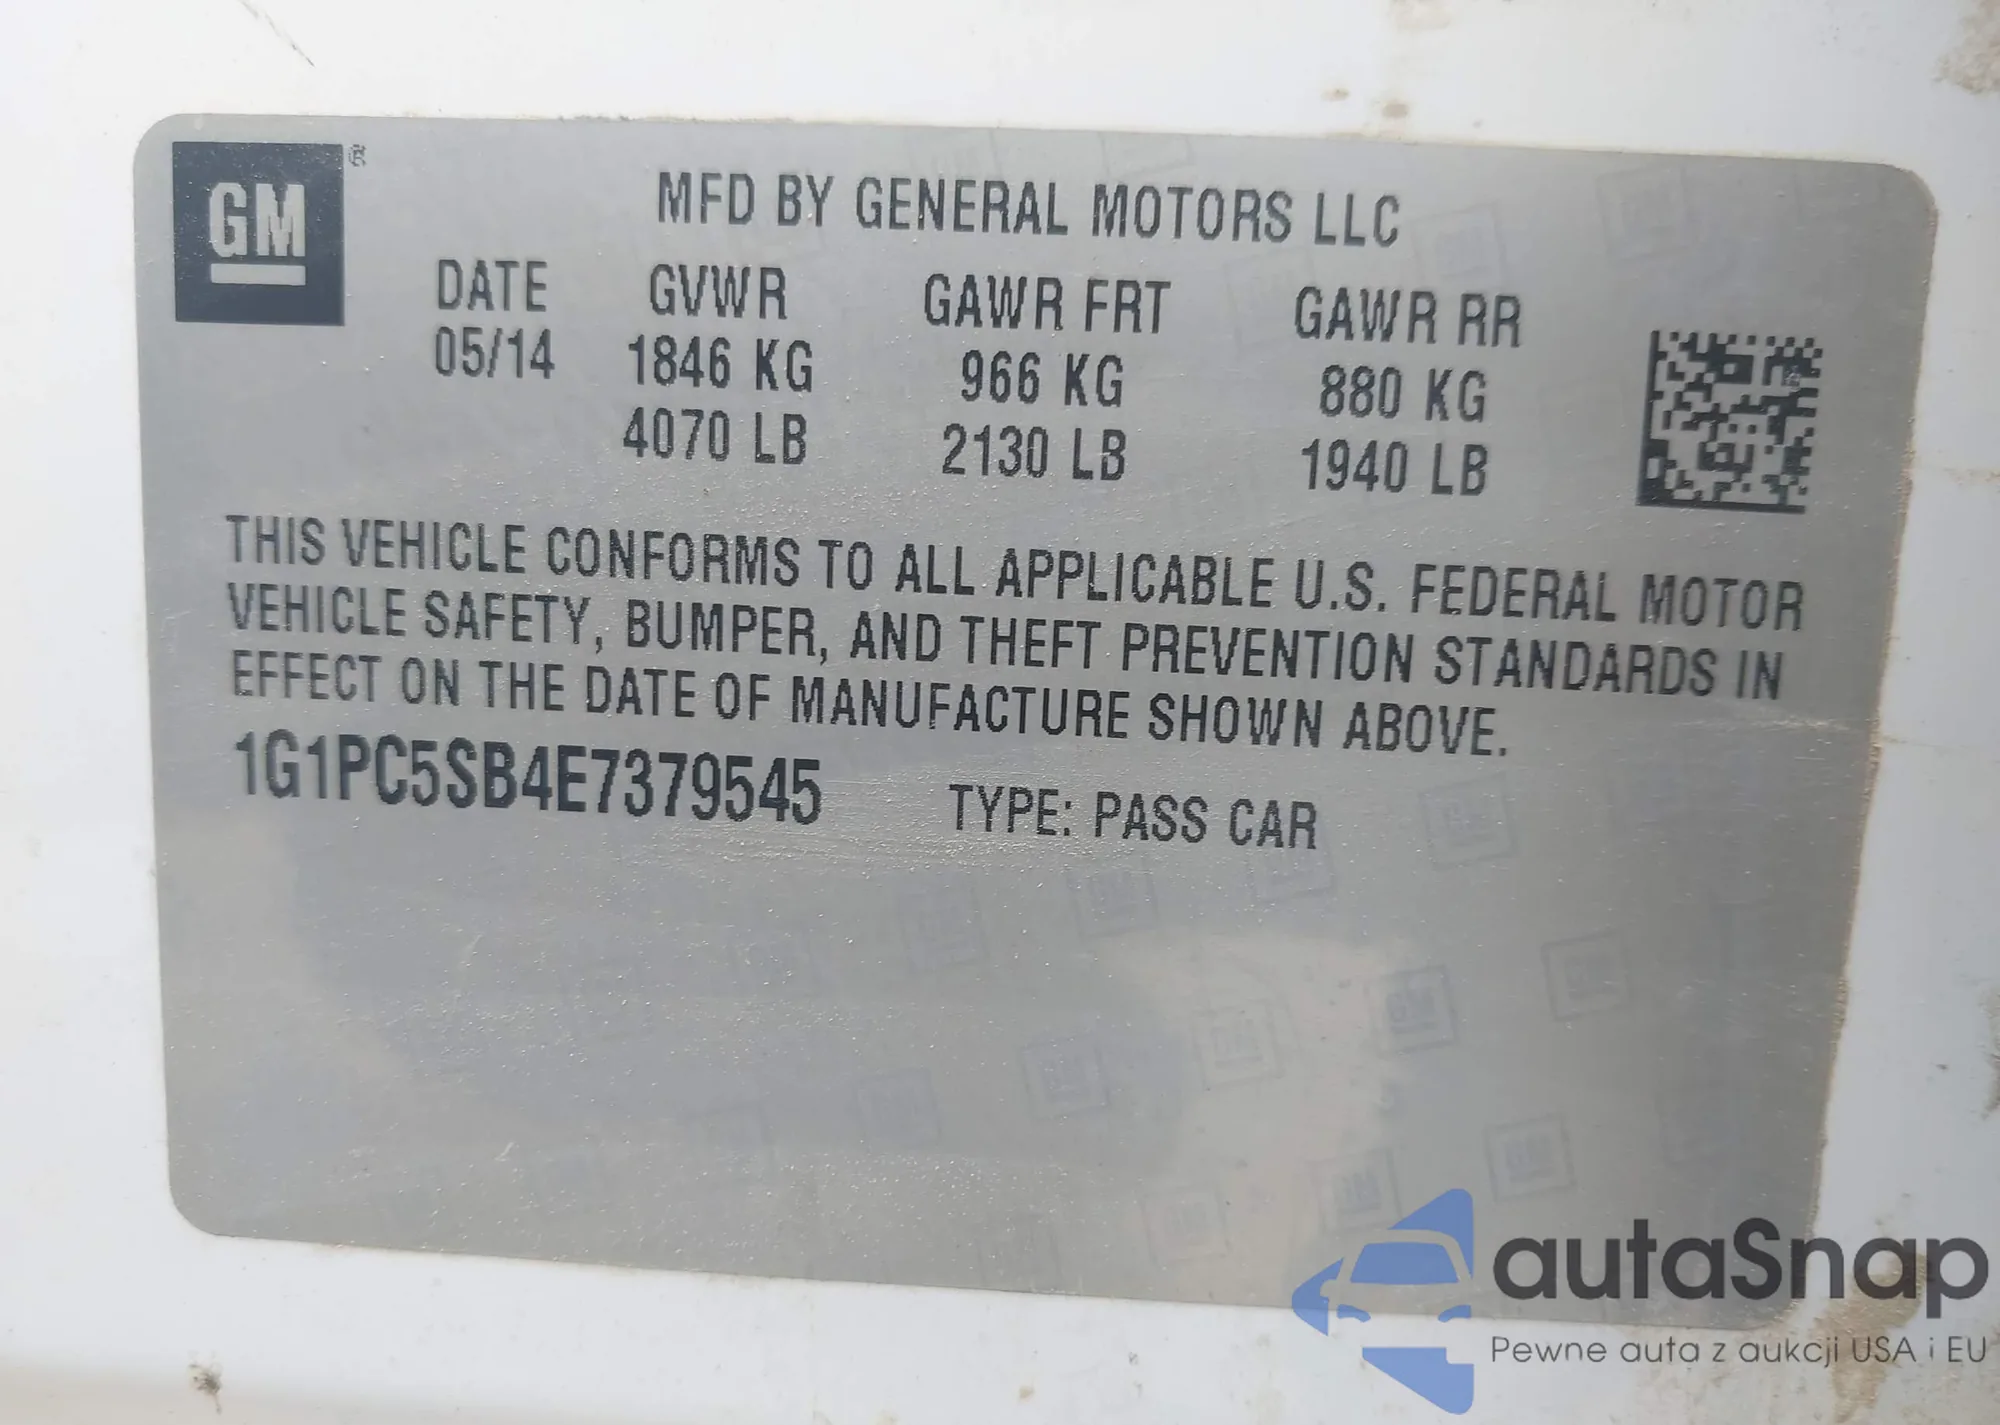 GM ®
MFD BY GENERAL MOTORS LLC
DATE GVWR GAWR FRT GAWR RR
05/14 1846 KG 966 KG 880 KG
4070 LB 2130 LB 1940 LB
THIS VEHICLE CONFORMS TO ALL APPLICABLE U.S. FEDERAL MOTOR
VEHICLE SAFETY, BUMPER, AND THEFT PREVENTION STANDARDS IN
EFFECT ON THE DATE OF MANUFACTURE SHOWN ABOVE.
1G1PC5SB4E7379545 TYPE: PASS CAR
autaSnap
Pewne auta z aukcji USA i EU